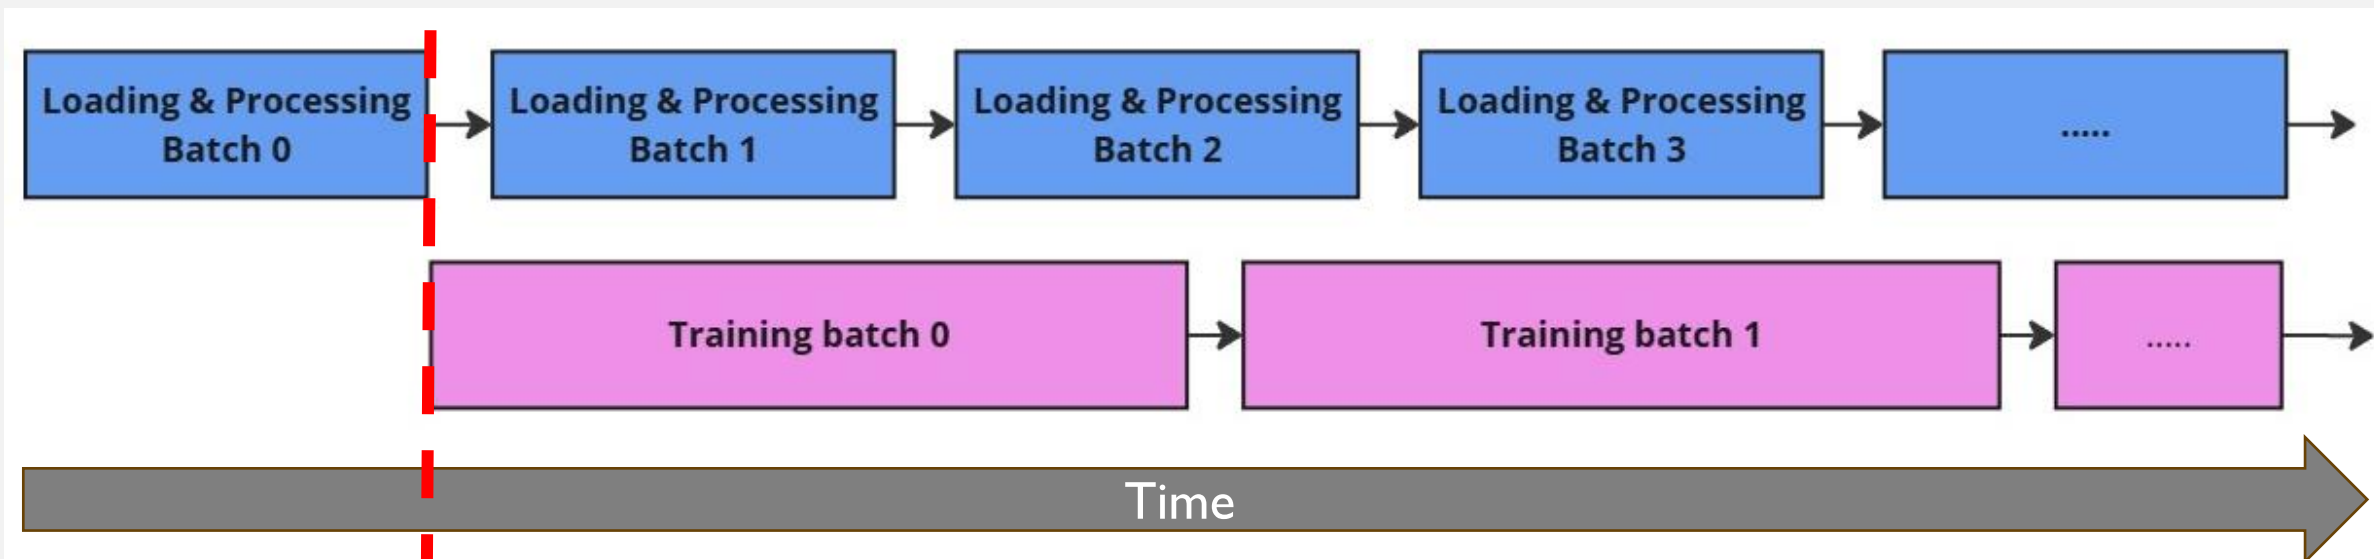 Loading & Processing
Batch 0
Loading & Processing
Batch 1
Loading & Processing
Batch 2
Loading & Processing
Batch 3
.....
Training batch 0
Training batch 1
.....
Time